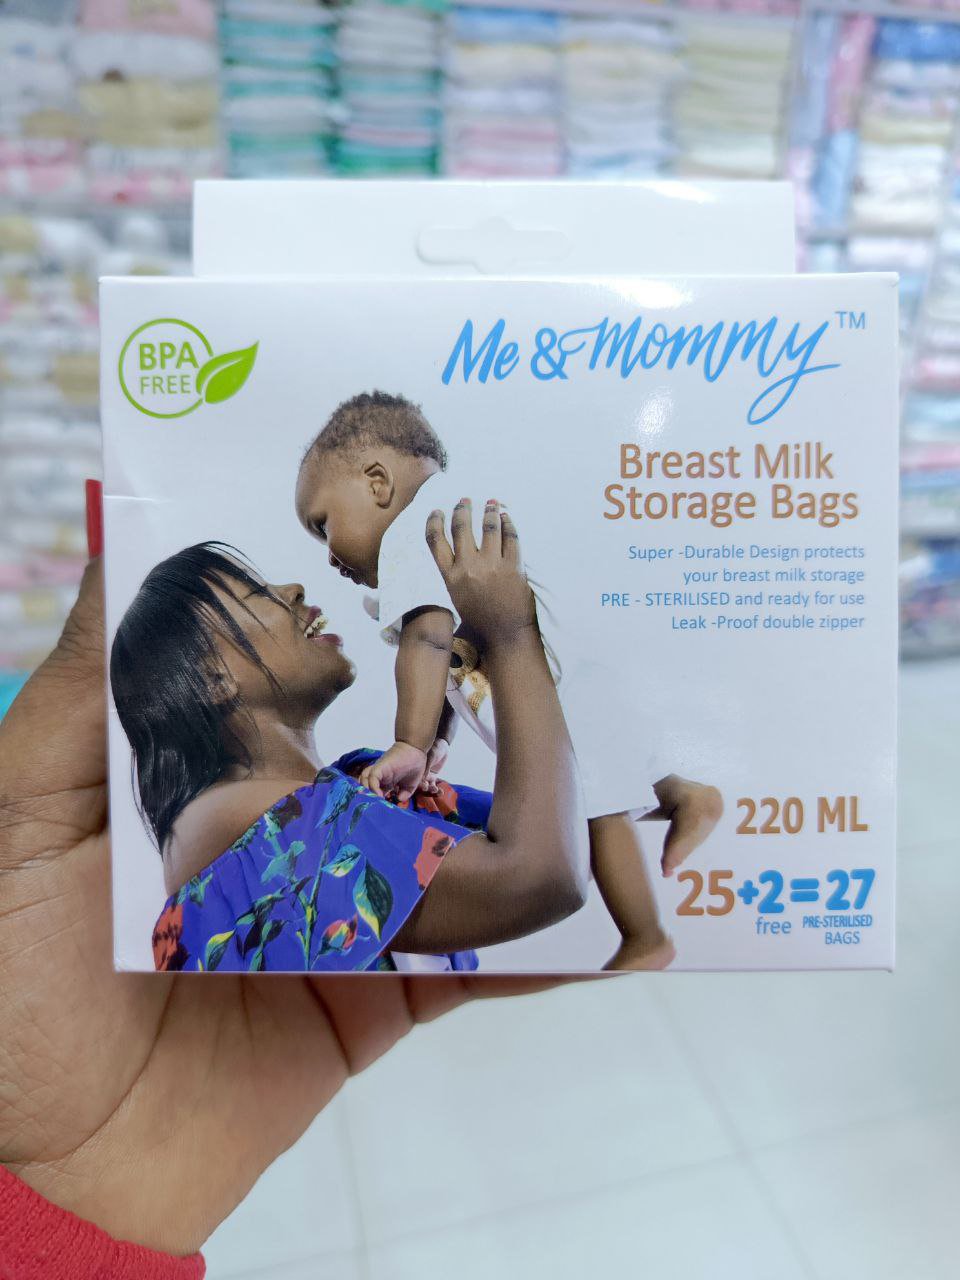 BPA
FREE
Me & Mommy™
Breast Milk
Storage Bags
Super -Durable Design protects
your breast milk storage
PRE - STERILISED and ready for use
Leak -Proof double zipper
220 ML
25+2=27
free PRE-STERILISED
BAGS